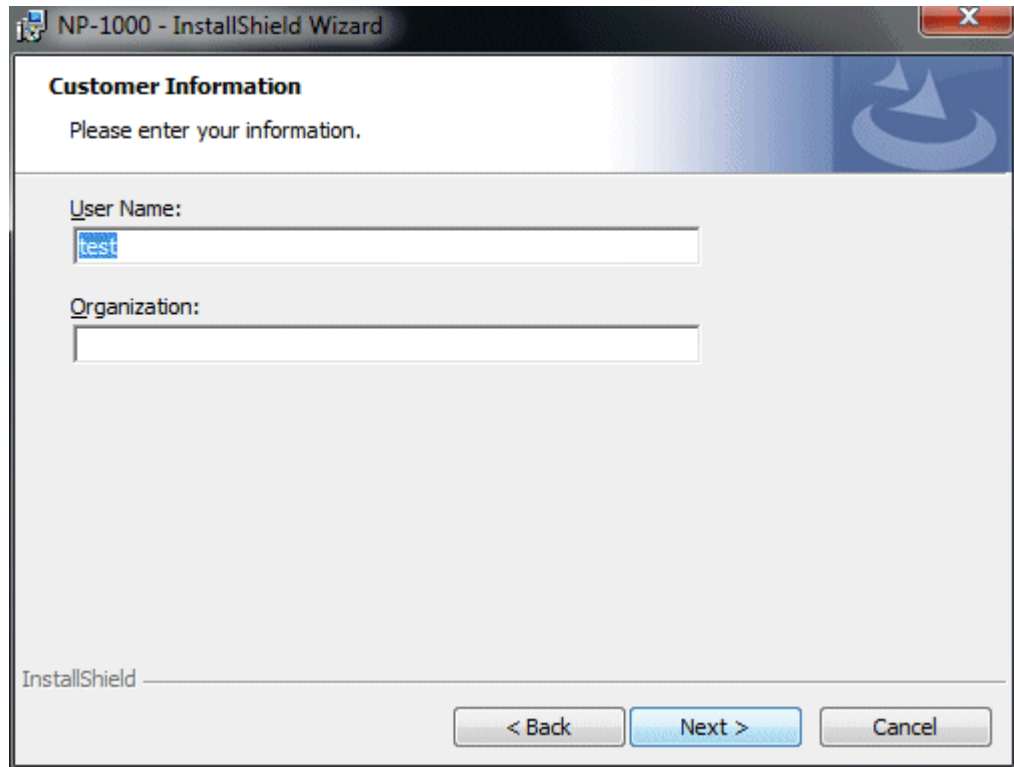 NP-1000 - InstallShield Wizard
Customer Information
Please enter your information.
User Name:
test
Organization:
InstallShield
< Back
Next >
Cancel